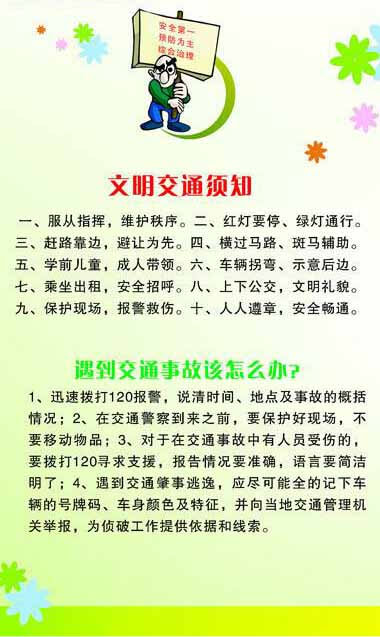 安全第一
预防为主
综合治理
文明交通须知
一、服从指挥，维护秩序。二、红灯要停、绿灯通行。
三、赶路靠边，避让为先。四、横过马路、斑马辅助。
五、学前儿童，成人带领。六、车辆拐弯、示意后边。
七、乘坐出租，安全招呼。八、上下公交，文明礼貌。
九、保护现场，报警救伤。十、人人遵章，安全畅通。
遇到交通事故该怎么办?
1、迅速拨打120报警，说清时间、地点及事故的概括
情况；2、在交通警察到来之前，要保护好现场，不
要移动物品；3、对于在交通事故中有人员受伤的，
要拨打120寻求支援，报告情况要准确，语言要简洁
明了；4、遇到交通肇事逃逸，应尽可能全的记下车
辆的号牌码、车身颜色及特征，并向当地交通管理机
关举报，为侦破工作提供依据和线索。